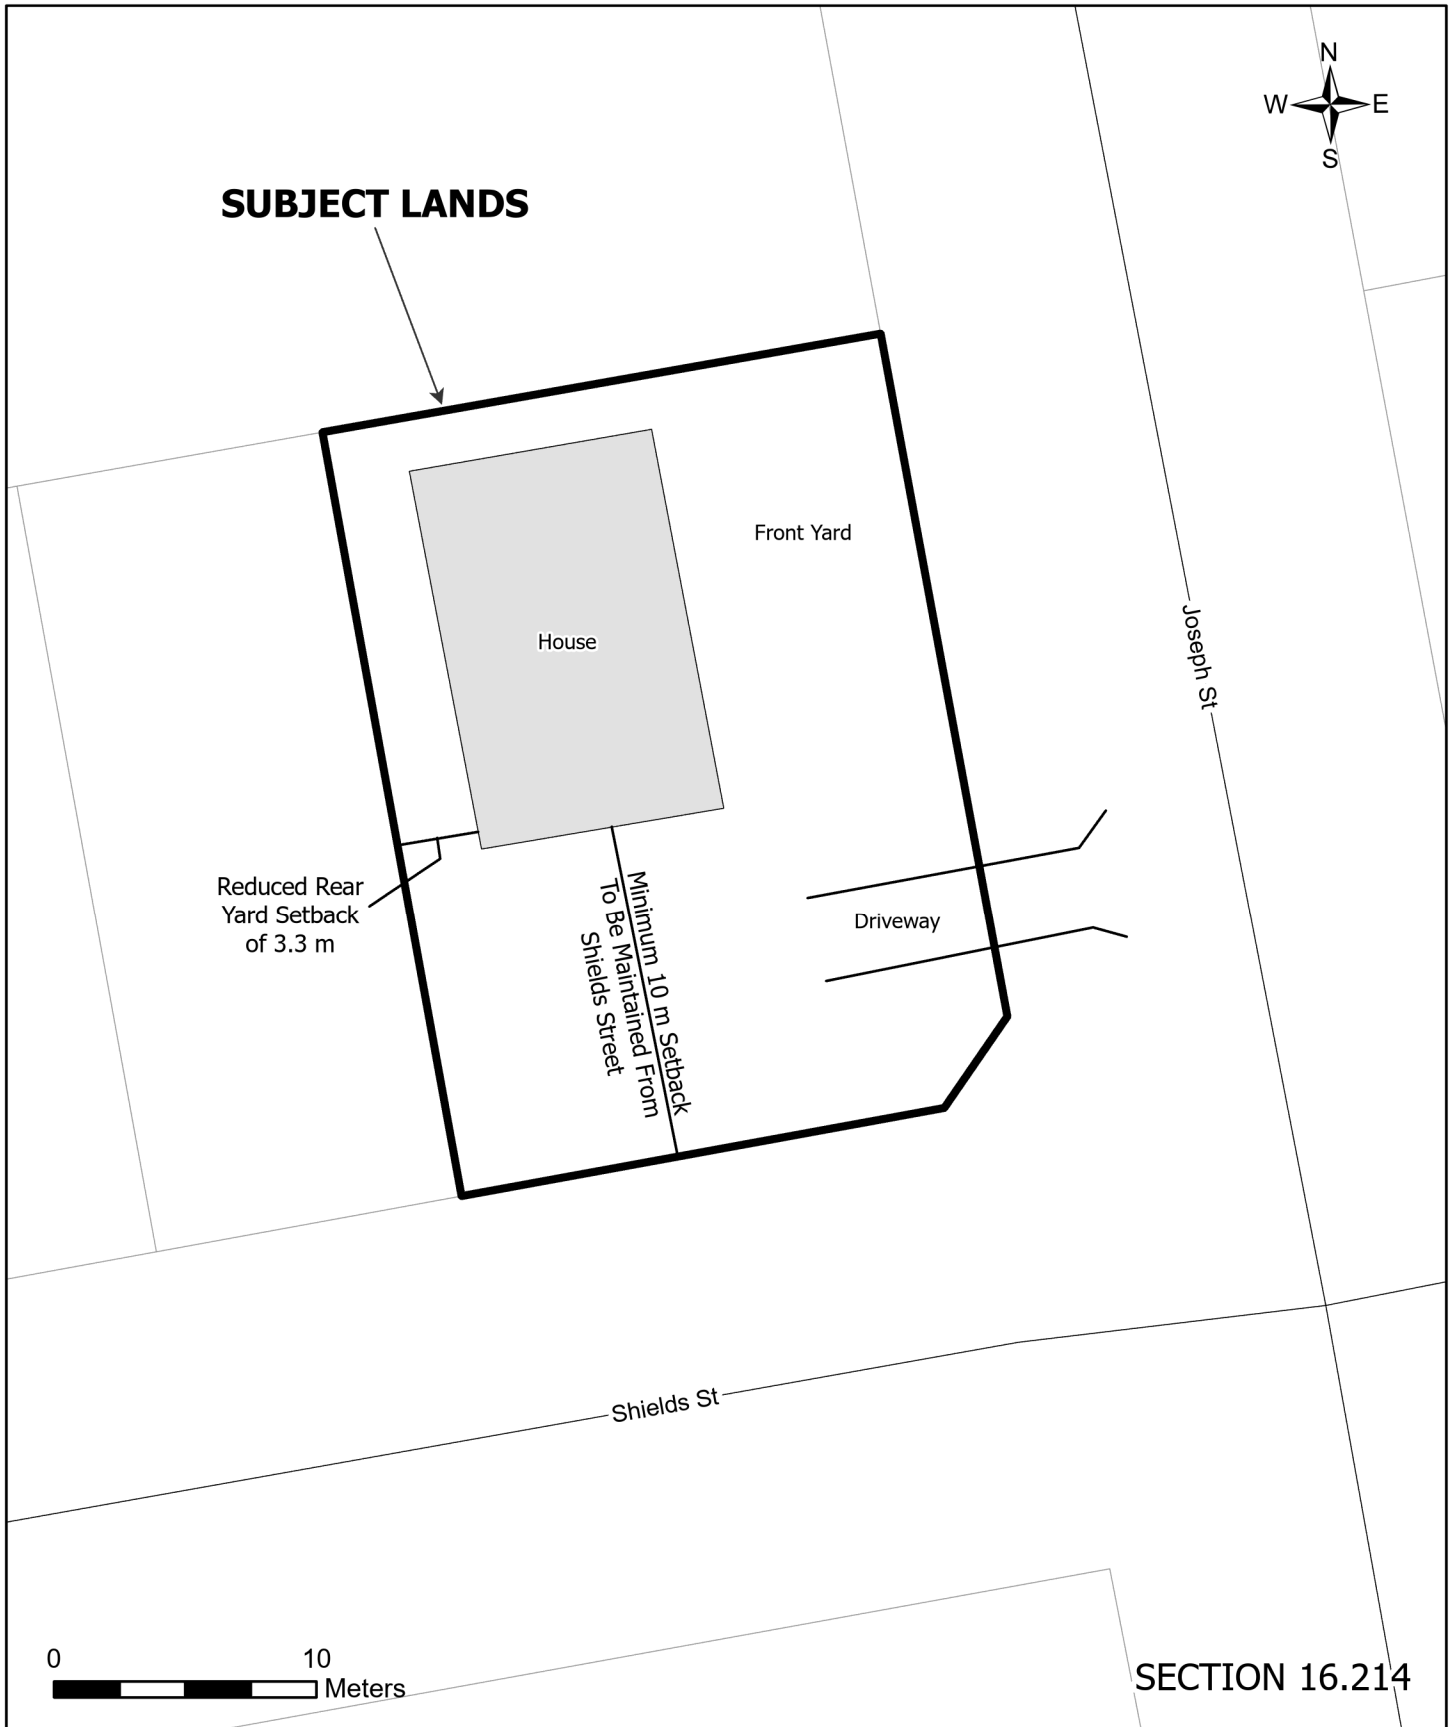 N
W E
S
SUBJECT LANDS
Front Yard
House
Joseph St
Reduced Rear
Yard Setback
of 3.3 m
Minimum 10 m Setback
To Be Maintained From
Shields Street
Driveway
Shields St
0 10
Meters
SECTION 16.214